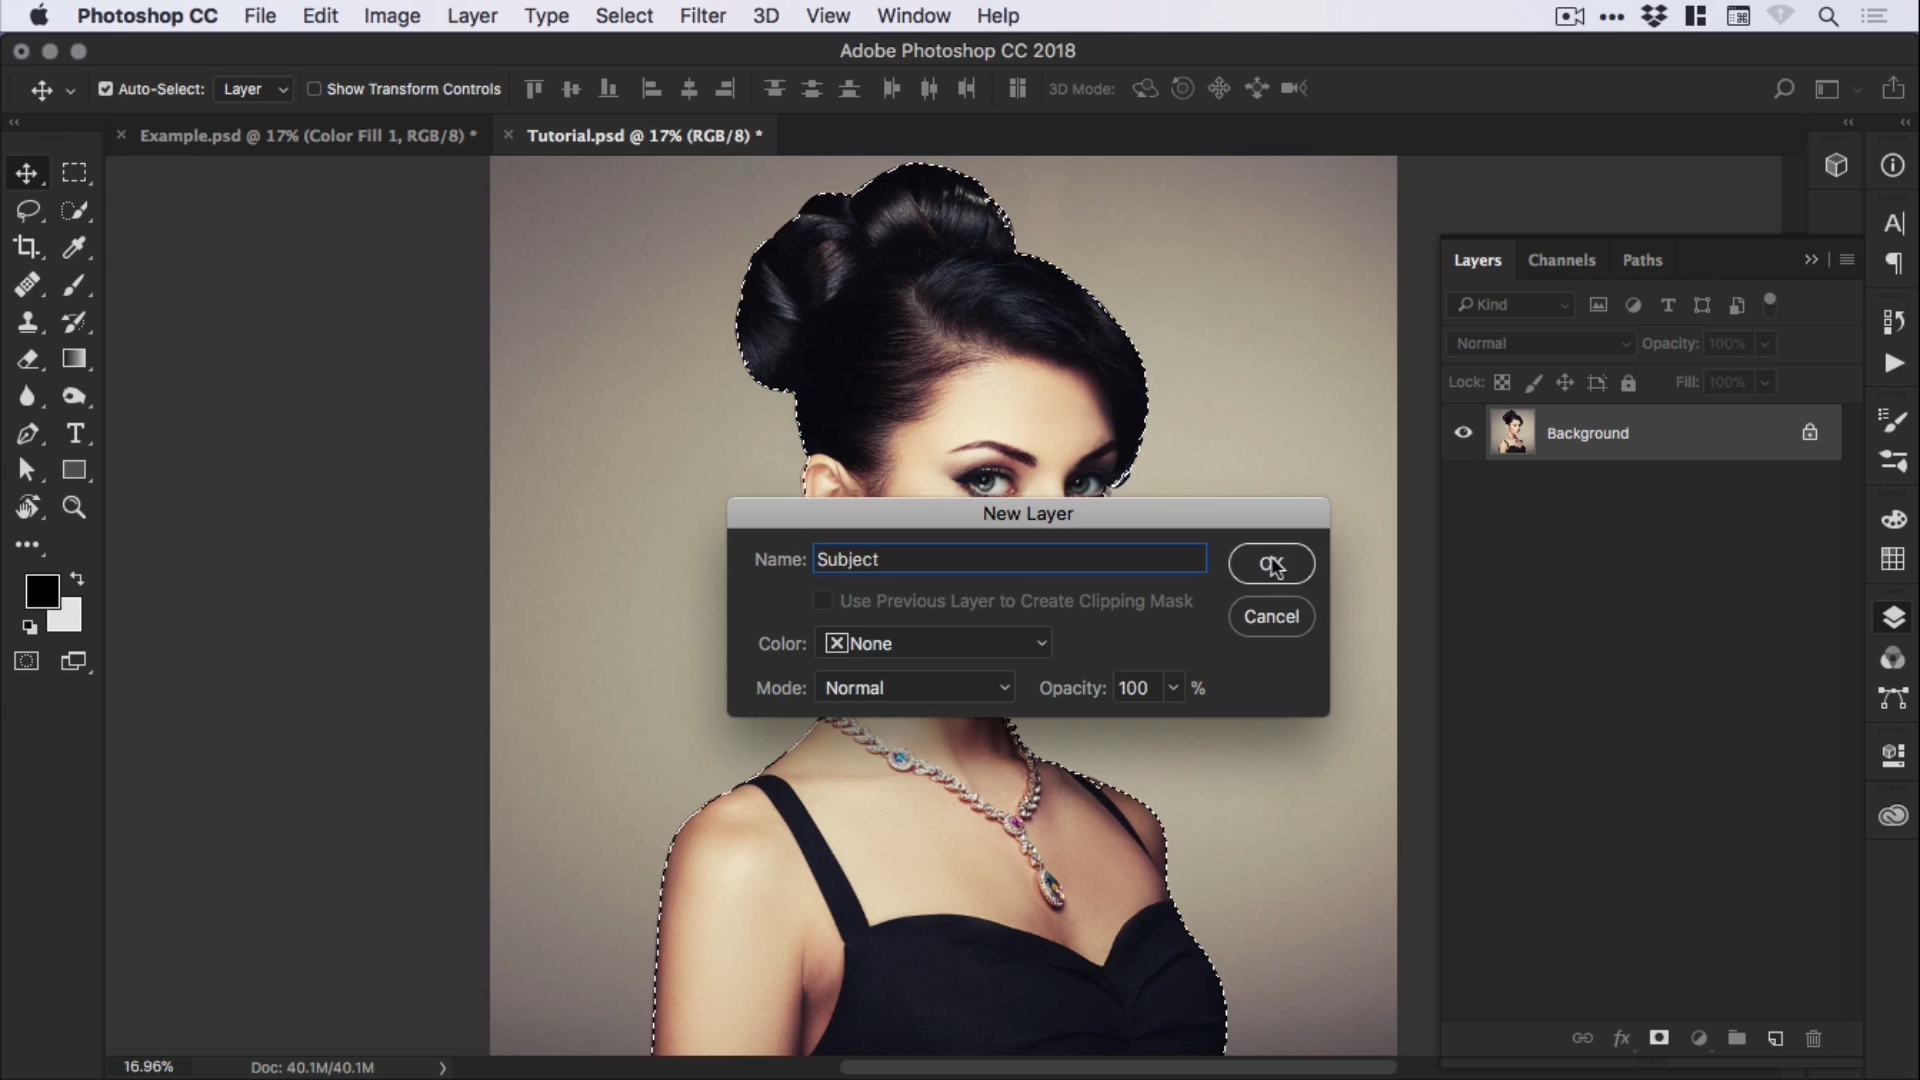 Photoshop CC File Edit Image Layer Type Select Filter 3D View Window Help
Adobe Photoshop CC 2018
Auto-Select: Layer Show Transform Controls 3D Mode:
Example.psd @ 17% (Color Fill 1, RGB/8) * Tutorial.psd @ 17% (RGB/8) *
Layers Channels Paths
Kind
Normal Opacity: 100%
Lock: Fill: 100%
Background
New Layer
Name: Subject OK
Use Previous Layer to Create Clipping Mask
Cancel
Color: None
Mode: Normal Opacity: 100 %
fx
16.96% Doc: 40.1M/40.1M